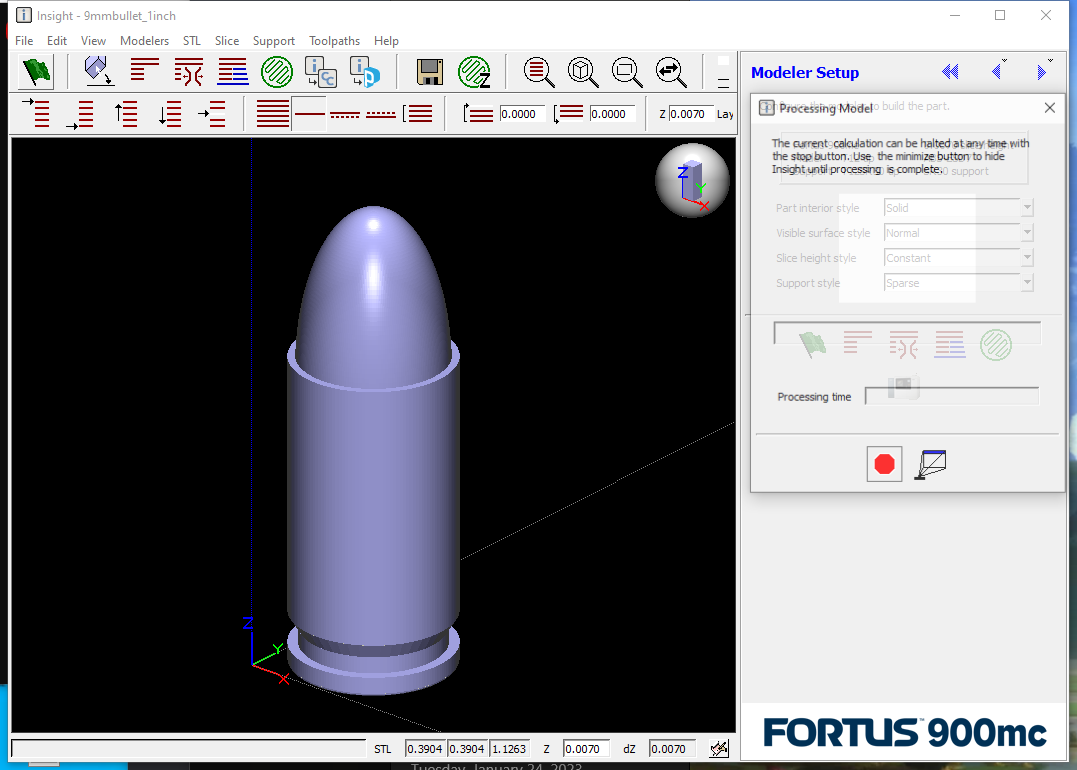 Insight - 9mmbullet_1inch
File Edit View Modelers STL Slice Support Toolpaths Help
0.0000 0.0000 Z 0.0070 Lay
Modeler Setup
Processing Model
to build the part.
The current calculation can be halted at any time with
the stop button. Use the minimize button to hide
Insight until processing is complete.
support
Part interior style Solid
Visible surface style Normal
Slice height style Constant
Support style Sparse
Processing time
Z
Y
X
Z
Y
X
FORTUS 900mc
STL 0.3904 0.3904 1.1263 Z 0.0070 dZ 0.0070
Tuesday, January 24, 2023